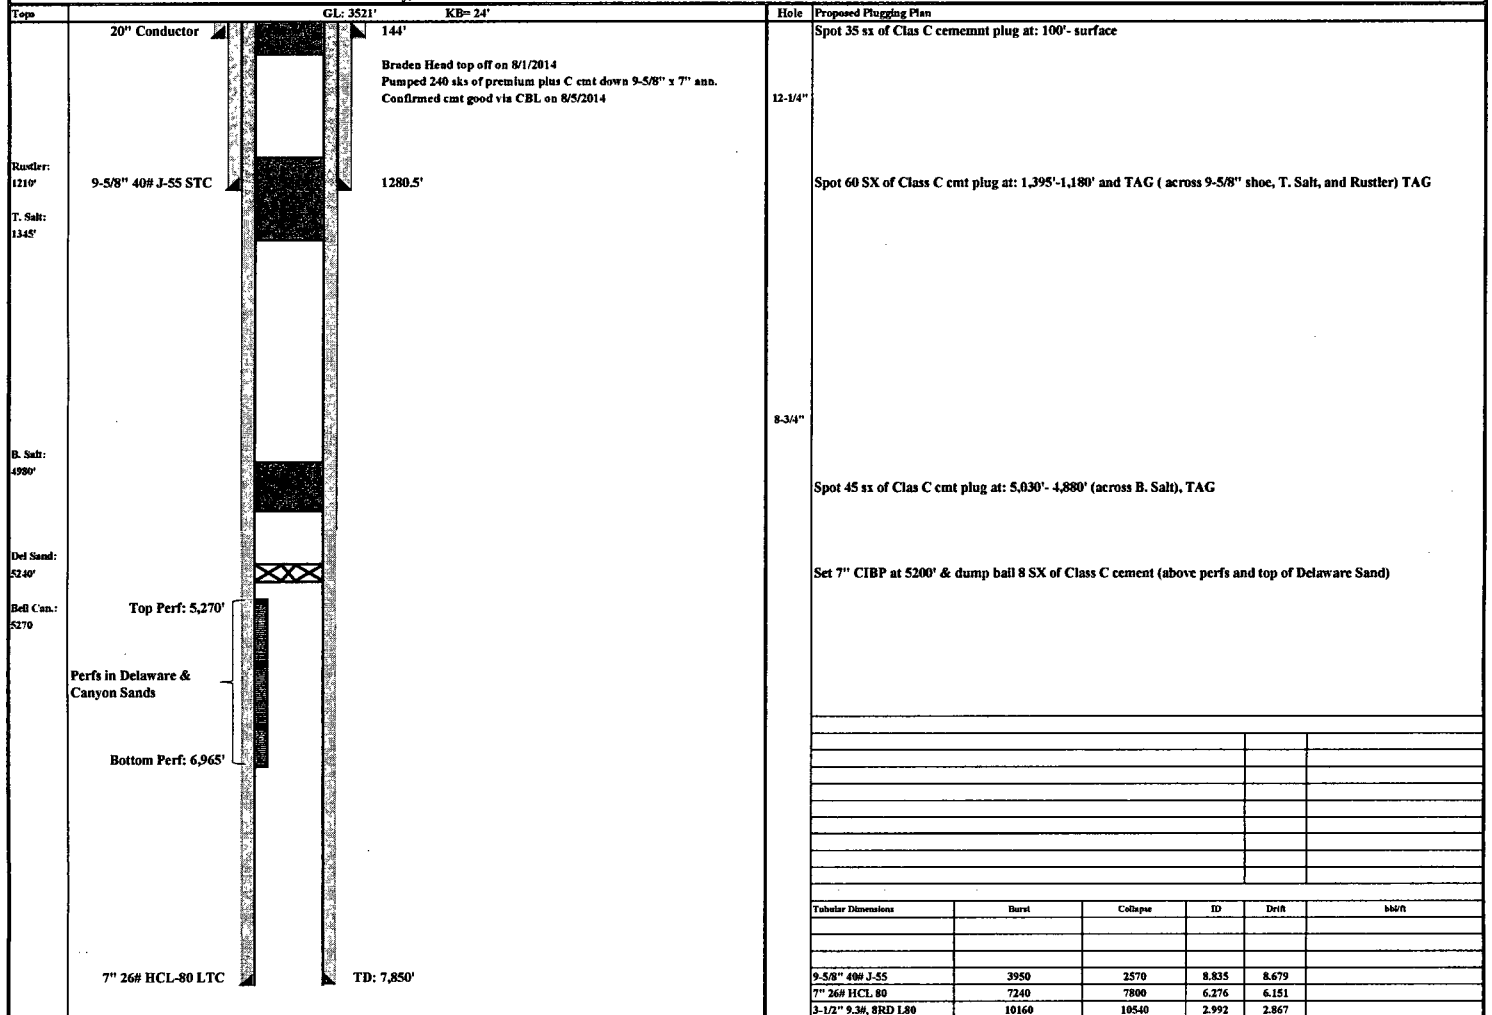 Tops GL: 3521' KB= 24' Hole Proposed Plugging Plan
20" Conductor 144' Spot 35 sx of Clas C cememnt plug at: 100'- surface
Braden Head top off on 8/1/2014
Pumped 240 sks of premium plus C cmt down 9-5/8" x 7" ann.
Confirmed cmt good via CBL on 8/5/2014 12-1/4"
Rustler:
1210' 9-5/8" 40# J-55 STC 1280.5' Spot 60 SX of Class C cmt plug at: 1,395'-1,180' and TAG ( across 9-5/8" shoe, T. Salt, and Rustler) TAG
T. Salt:
1345'
8-3/4"
B. Salt:
4980'
Spot 45 sx of Clas C cmt plug at: 5,030'- 4,880' (across B. Salt), TAG
Del Sand:
5240' Set 7" CIBP at 5200' & dump bail 8 SX of Class C cement (above perfs and top of Delaware Sand)
Bell Can.: Top Perf: 5,270'
5270
Perfs in Delaware &
Canyon Sands
Bottom Perf: 6,965'
Tubular Dimensions Burst Collapse ID Drift bbl/ft
7" 26# HCL-80 LTC TD: 7,850'
9-5/8" 40# J-55 3950 2570 8.835 8.679
7" 26# HCL 80 7240 7800 6.276 6.151
3-1/2" 9.3#, 8RD L80 10160 10540 2.992 2.867